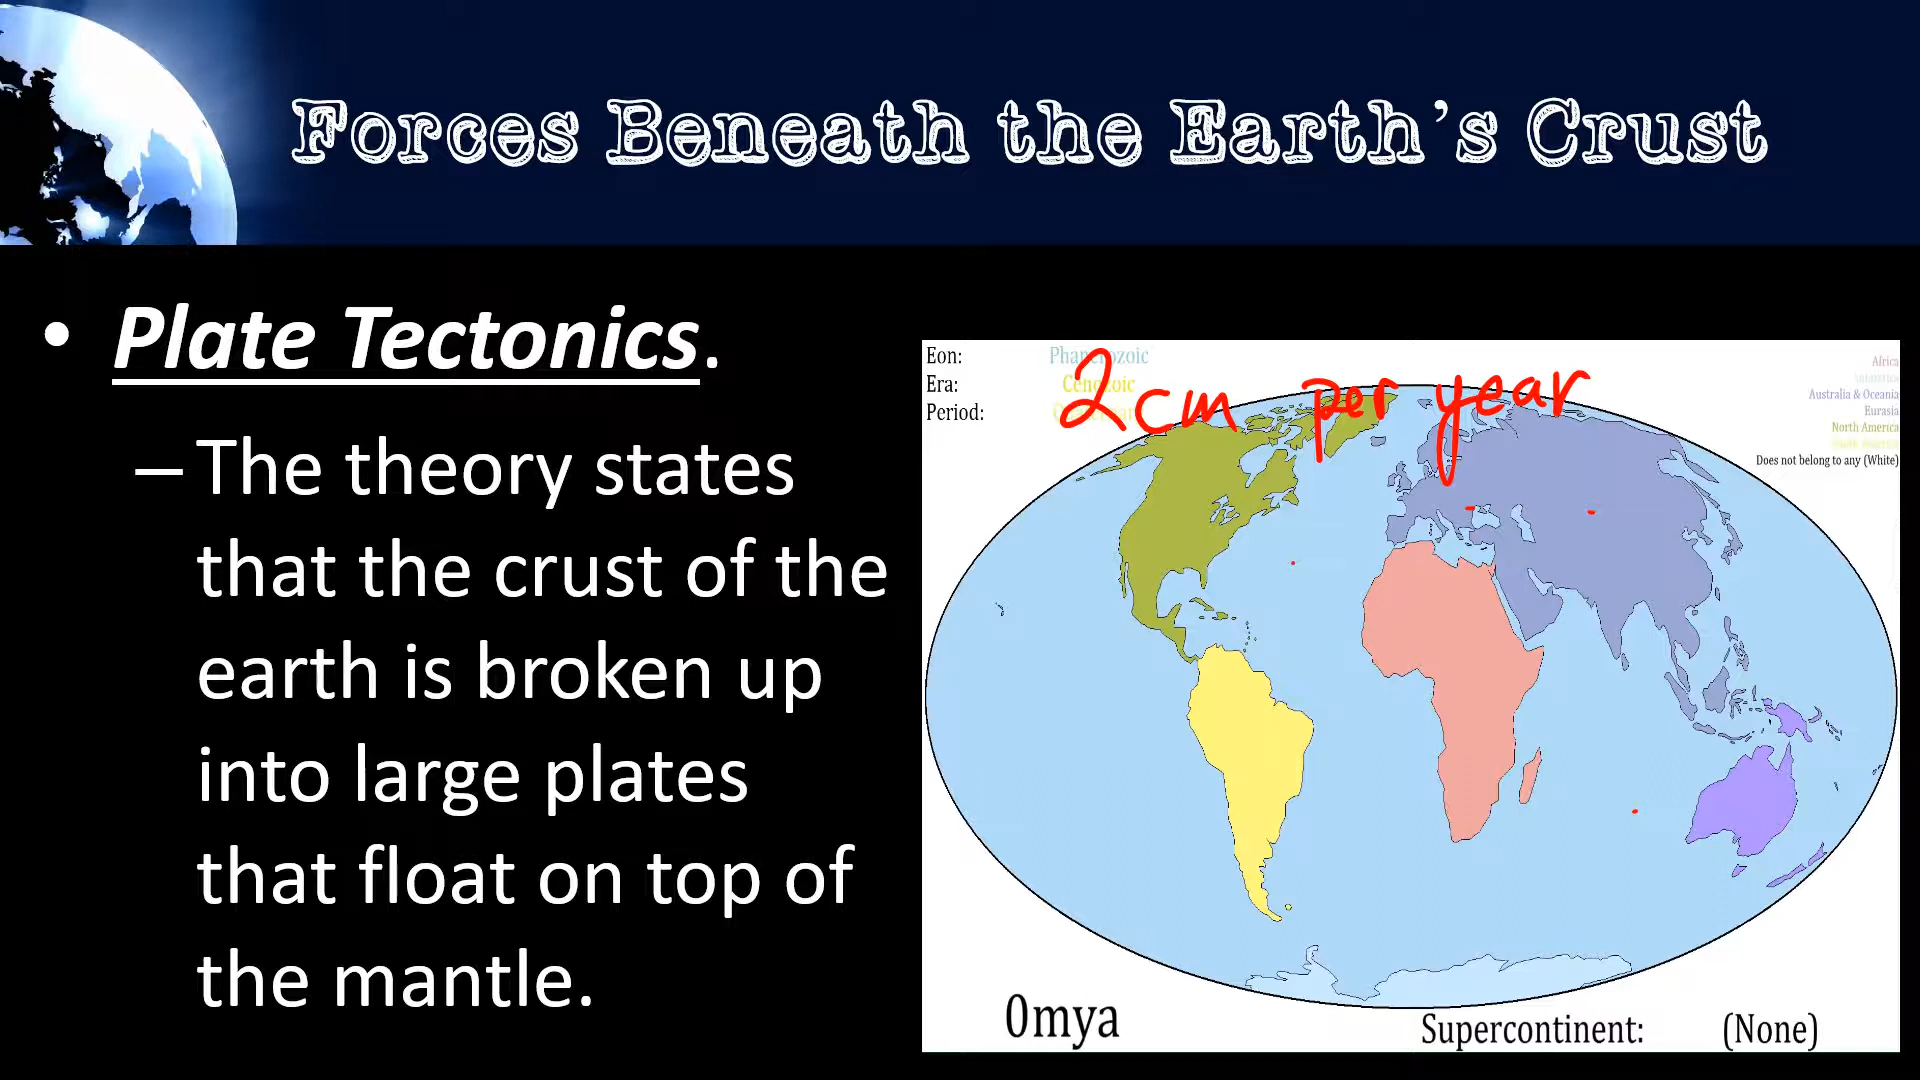 Forces Beneath the Earth's Crust
• Plate Tectonics.
– The theory states
that the crust of the
earth is broken up
into large plates
that float on top of
the mantle.
Eon: Phanerozoic
Era: Cenozoic
Period:
2cm per year
Africa
Australia & Oceania
Eurasia
North America
Does not belong to any (White)
0mya
Supercontinent: (None)